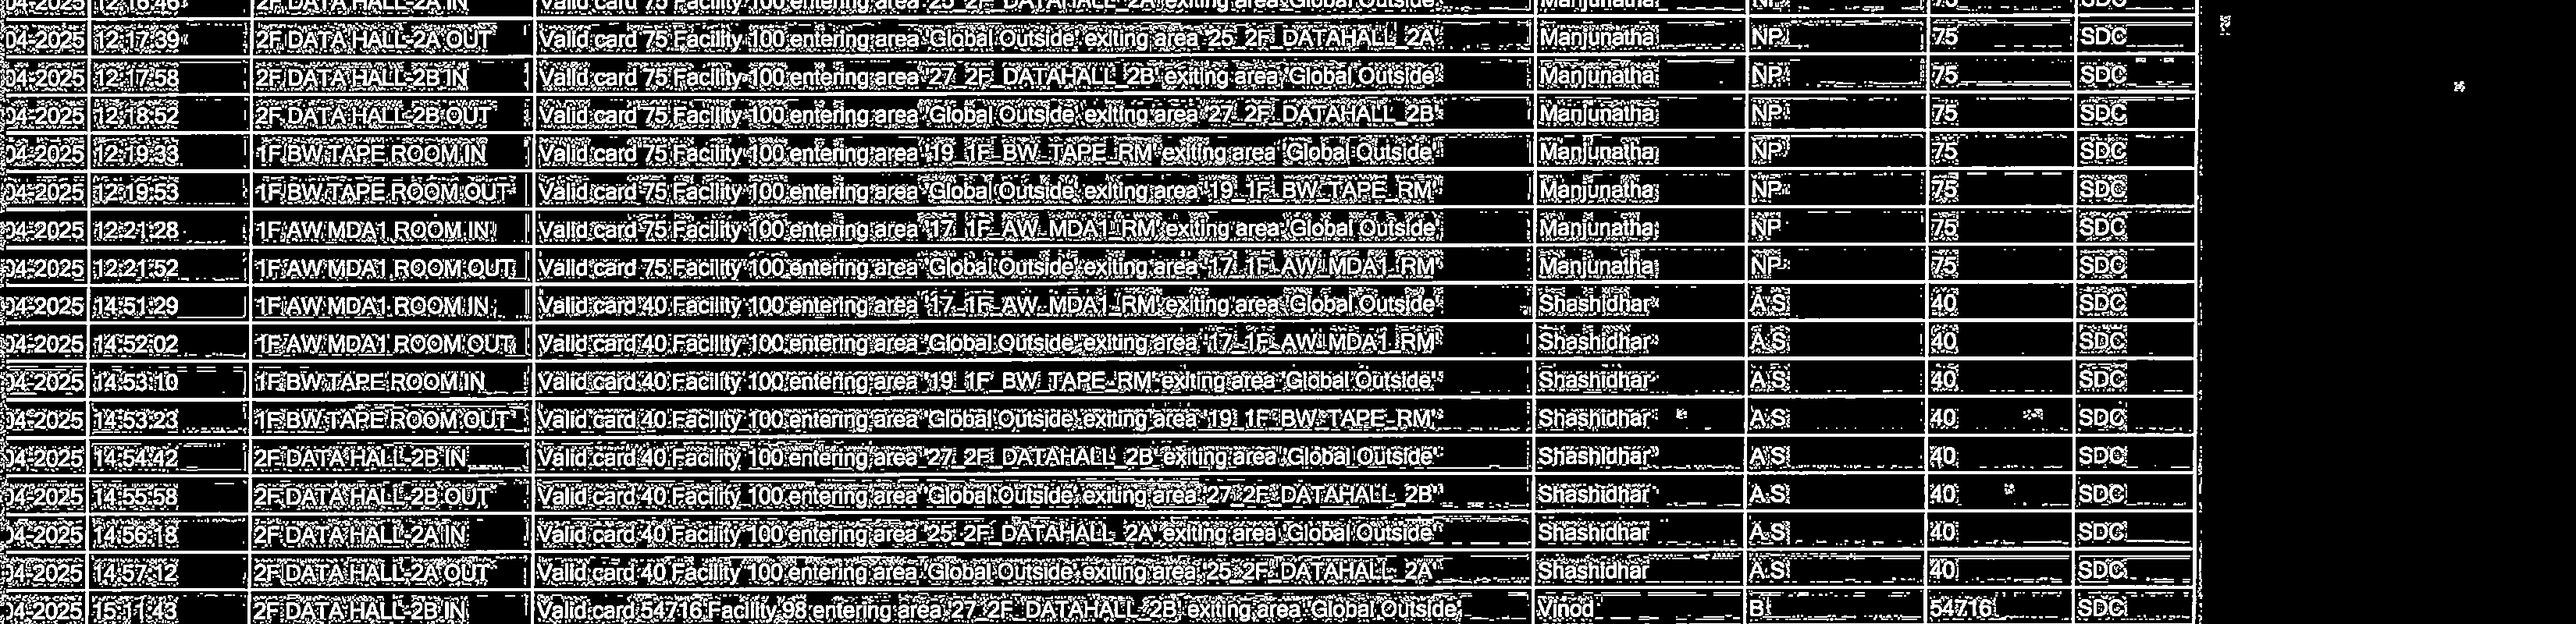 04-2025 12:16:46 2F DATA HALL-2A IN Valid card 75 Facility 100 entering area '25_2F_DATAHALL_2A' exiting area 'Global Outside' Manjunatha NP 75 SDC
04-2025 12:17:39 2F DATA HALL-2A OUT Valid card 75 Facility 100 entering area 'Global Outside' exiting area '25_2F_DATAHALL_2A' Manjunatha NP 75 SDC
04-2025 12:17:58 2F DATA HALL-2B IN Valid card 75 Facility 100 entering area '27_2F_DATAHALL_2B' exiting area 'Global Outside' Manjunatha NP 75 SDC
04-2025 12:18:52 2F DATA HALL-2B OUT Valid card 75 Facility 100 entering area 'Global Outside' exiting area '27_2F_DATAHALL_2B' Manjunatha NP 75 SDC
04-2025 12:19:33 1F BW TAPE ROOM IN Valid card 75 Facility 100 entering area '19_1F_BW_TAPE_RM' exiting area 'Global Outside' Manjunatha NP 75 SDC
04-2025 12:19:53 1F BW TAPE ROOM OUT Valid card 75 Facility 100 entering area 'Global Outside' exiting area '19_1F_BW_TAPE_RM' Manjunatha NP 75 SDC
04-2025 12:21:28 1F AW MDA1 ROOM IN Valid card 75 Facility 100 entering area '17_1F_AW_MDA1_RM' exiting area 'Global Outside' Manjunatha NP 75 SDC
04-2025 12:21:52 1F AW MDA1 ROOM OUT Valid card 75 Facility 100 entering area 'Global Outside' exiting area '17_1F_AW_MDA1_RM' Manjunatha NP 75 SDC
04-2025 14:51:29 1F AW MDA1 ROOM IN Valid card 40 Facility 100 entering area '17_1F_AW_MDA1_RM' exiting area 'Global Outside' Shashidhar A S 40 SDC
04-2025 14:52:02 1F AW MDA1 ROOM OUT Valid card 40 Facility 100 entering area 'Global Outside' exiting area '17_1F_AW_MDA1_RM' Shashidhar A S 40 SDC
04-2025 14:53:10 1F BW TAPE ROOM IN Valid card 40 Facility 100 entering area '19_1F_BW_TAPE_RM' exiting area 'Global Outside' Shashidhar A S 40 SDC
04-2025 14:53:23 1F BW TAPE ROOM OUT Valid card 40 Facility 100 entering area 'Global Outside' exiting area '19_1F_BW_TAPE_RM' Shashidhar A S 40 SDC
04-2025 14:54:42 2F DATA HALL-2B IN Valid card 40 Facility 100 entering area '27_2F_DATAHALL_2B' exiting area 'Global Outside' Shashidhar A S 40 SDC
04-2025 14:55:58 2F DATA HALL-2B OUT Valid card 40 Facility 100 entering area 'Global Outside' exiting area '27_2F_DATAHALL_2B' Shashidhar A S 40 SDC
04-2025 14:56:18 2F DATA HALL-2A IN Valid card 40 Facility 100 entering area '25_2F_DATAHALL_2A' exiting area 'Global Outside' Shashidhar A S 40 SDC
04-2025 14:57:12 2F DATA HALL-2A OUT Valid card 40 Facility 100 entering area 'Global Outside' exiting area '25_2F_DATAHALL_2A' Shashidhar A S 40 SDC
04-2025 15:11:43 2F DATA HALL-2B IN Valid card 54716 Facility 98 entering area '27_2F_DATAHALL_2B' exiting area 'Global Outside' Vinod B 54716 SDC